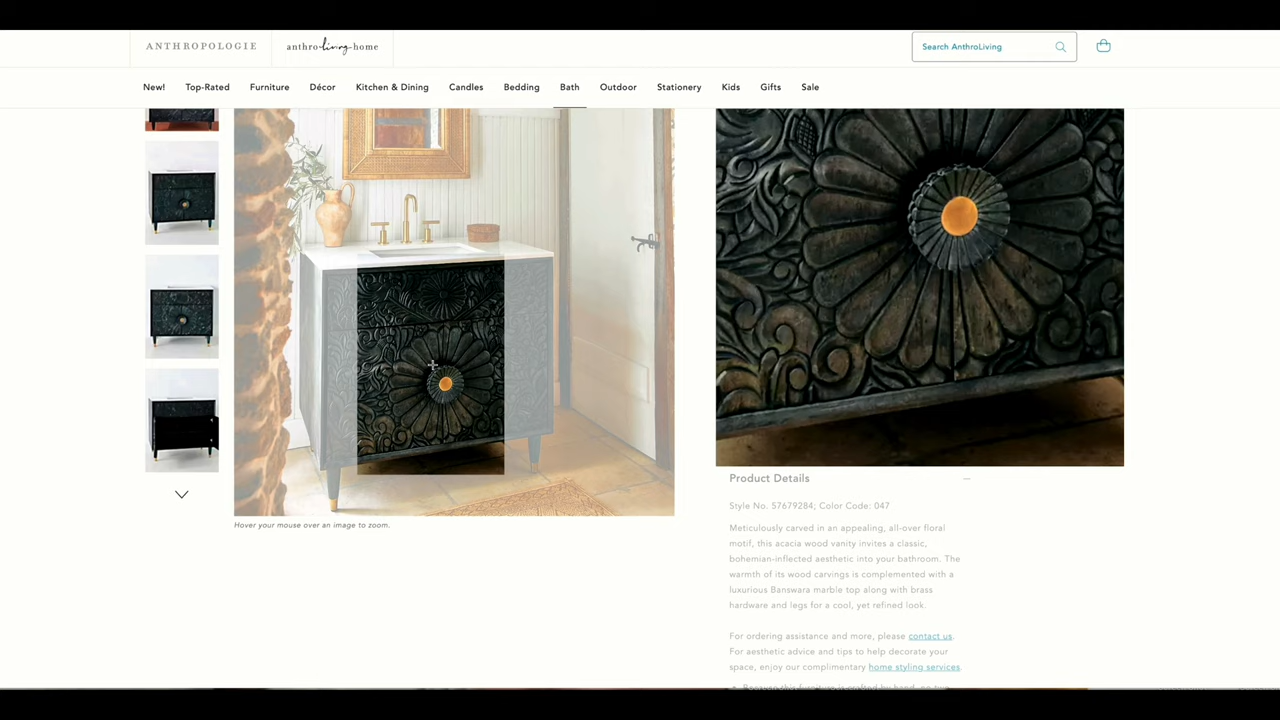 ANTHROPOLOGIE
anthro-living-home
Search AnthroLiving
New! Top-Rated Furniture Décor Kitchen & Dining Candles Bedding Bath Outdoor Stationery Kids Gifts Sale
Hover your mouse over an image to zoom.
Product Details
Style No. 57679284; Color Code: 047
Meticulously carved in an appealing, all-over floral
motif, this acacia wood vanity invites a classic,
bohemian-inflected aesthetic into your bathroom. The
warmth of its wood carvings is complemented with a
luxurious Banswara marble top along with brass
hardware and legs for a cool, yet refined look.
For ordering assistance and more, please contact us.
For aesthetic advice and tips to help decorate your
space, enjoy our complimentary home styling services.